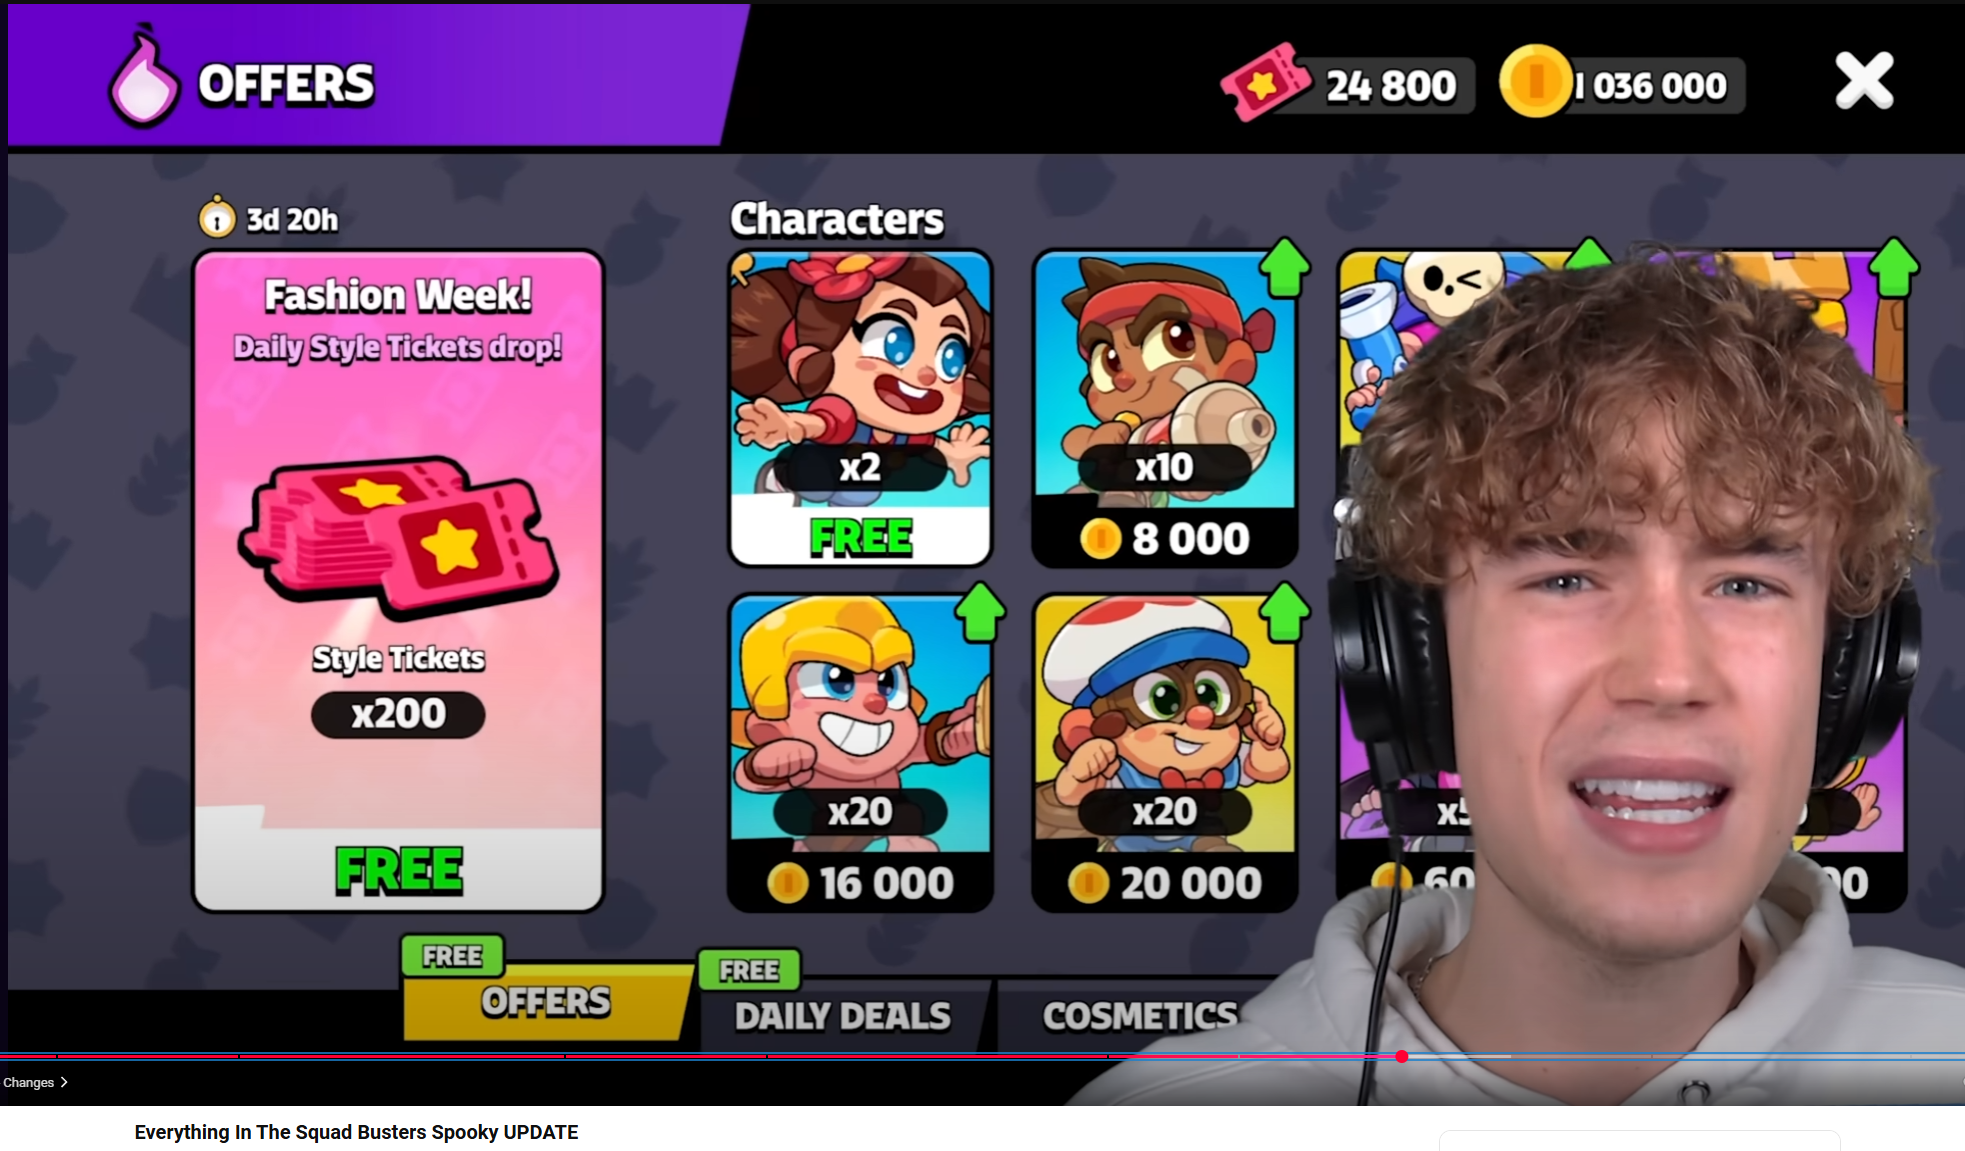 OFFERS
24 800
1 036 000
3d 20h
Characters
Fashion Week!
Daily Style Tickets drop!
Style Tickets
x200
FREE
x2
FREE
x10
8 000
x20
16 000
x20
20 000
FREE
OFFERS
FREE
DAILY DEALS
COSMETICS
Changes
Everything In The Squad Busters Spooky UPDATE